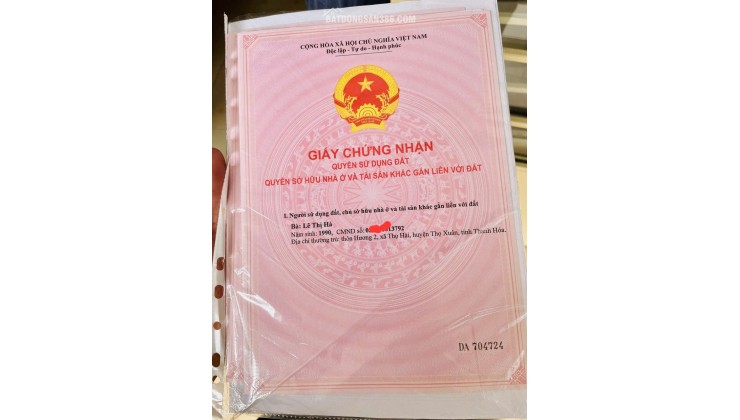 BATDONGSAN366.COM
CỘNG HÒA XÃ HỘI CHỦ NGHĨA VIỆT NAM
Độc lập - Tự do - Hạnh phúc
GIẤY CHỨNG NHẬN
QUYỀN SỬ DỤNG ĐẤT
QUYỀN SỞ HỮU NHÀ Ở VÀ TÀI SẢN KHÁC GẮN LIỀN VỚI ĐẤT
I. Người sử dụng đất, chủ sở hữu nhà ở và tài sản khác gắn liền với đất
Bà: Lê Thị Hà
Năm sinh: 1990, CMND số: 13792
Địa chỉ thường trú: thôn Hương 2, xã Thọ Hải, huyện Thọ Xuân, tỉnh Thanh Hóa.
DA 704724